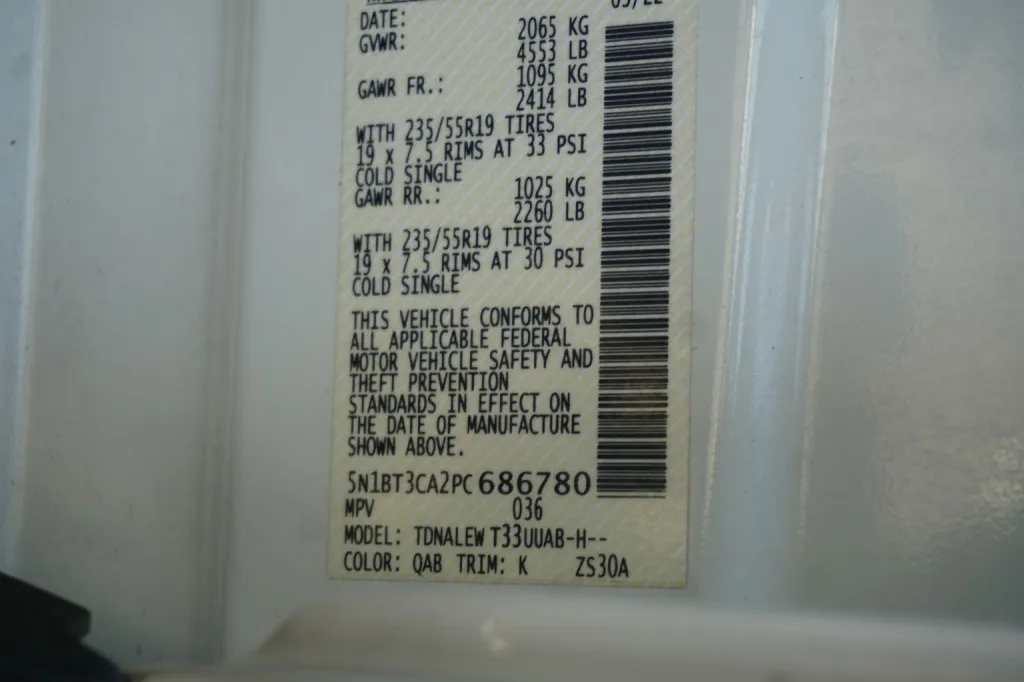 DATE:
GVWR: 2065 KG
4553 LB
GAWR FR.: 1095 KG
2414 LB
WITH 235/55R19 TIRES
19 x 7.5 RIMS AT 33 PSI
COLD SINGLE
GAWR RR.: 1025 KG
2260 LB
WITH 235/55R19 TIRES
19 x 7.5 RIMS AT 30 PSI
COLD SINGLE
THIS VEHICLE CONFORMS TO
ALL APPLICABLE FEDERAL
MOTOR VEHICLE SAFETY AND
THEFT PREVENTION
STANDARDS IN EFFECT ON
THE DATE OF MANUFACTURE
SHOWN ABOVE.
5N1BT3CA2PC686780
MPV 036
MODEL: TDNALEW T33UUAB-H--
COLOR: QAB TRIM: K ZS30A